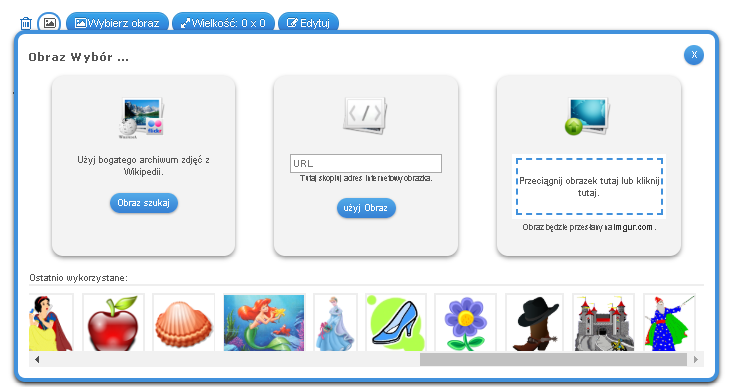 Wybierz obraz
Wielkość: 0 x 0
Edytuj
Obraz Wybór ...
X
flickr
Użyj bogatego archiwum zdjęć z
Wikipedii.
Obraz szukaj
</>
URL
Tutaj skopiuj adres internetowy obrazka.
użyj Obraz
Przeciągnij obrazek tutaj lub kliknij
tutaj.
Obraz będzie przesłany na imgur.com.
Ostatnio wykorzystane: